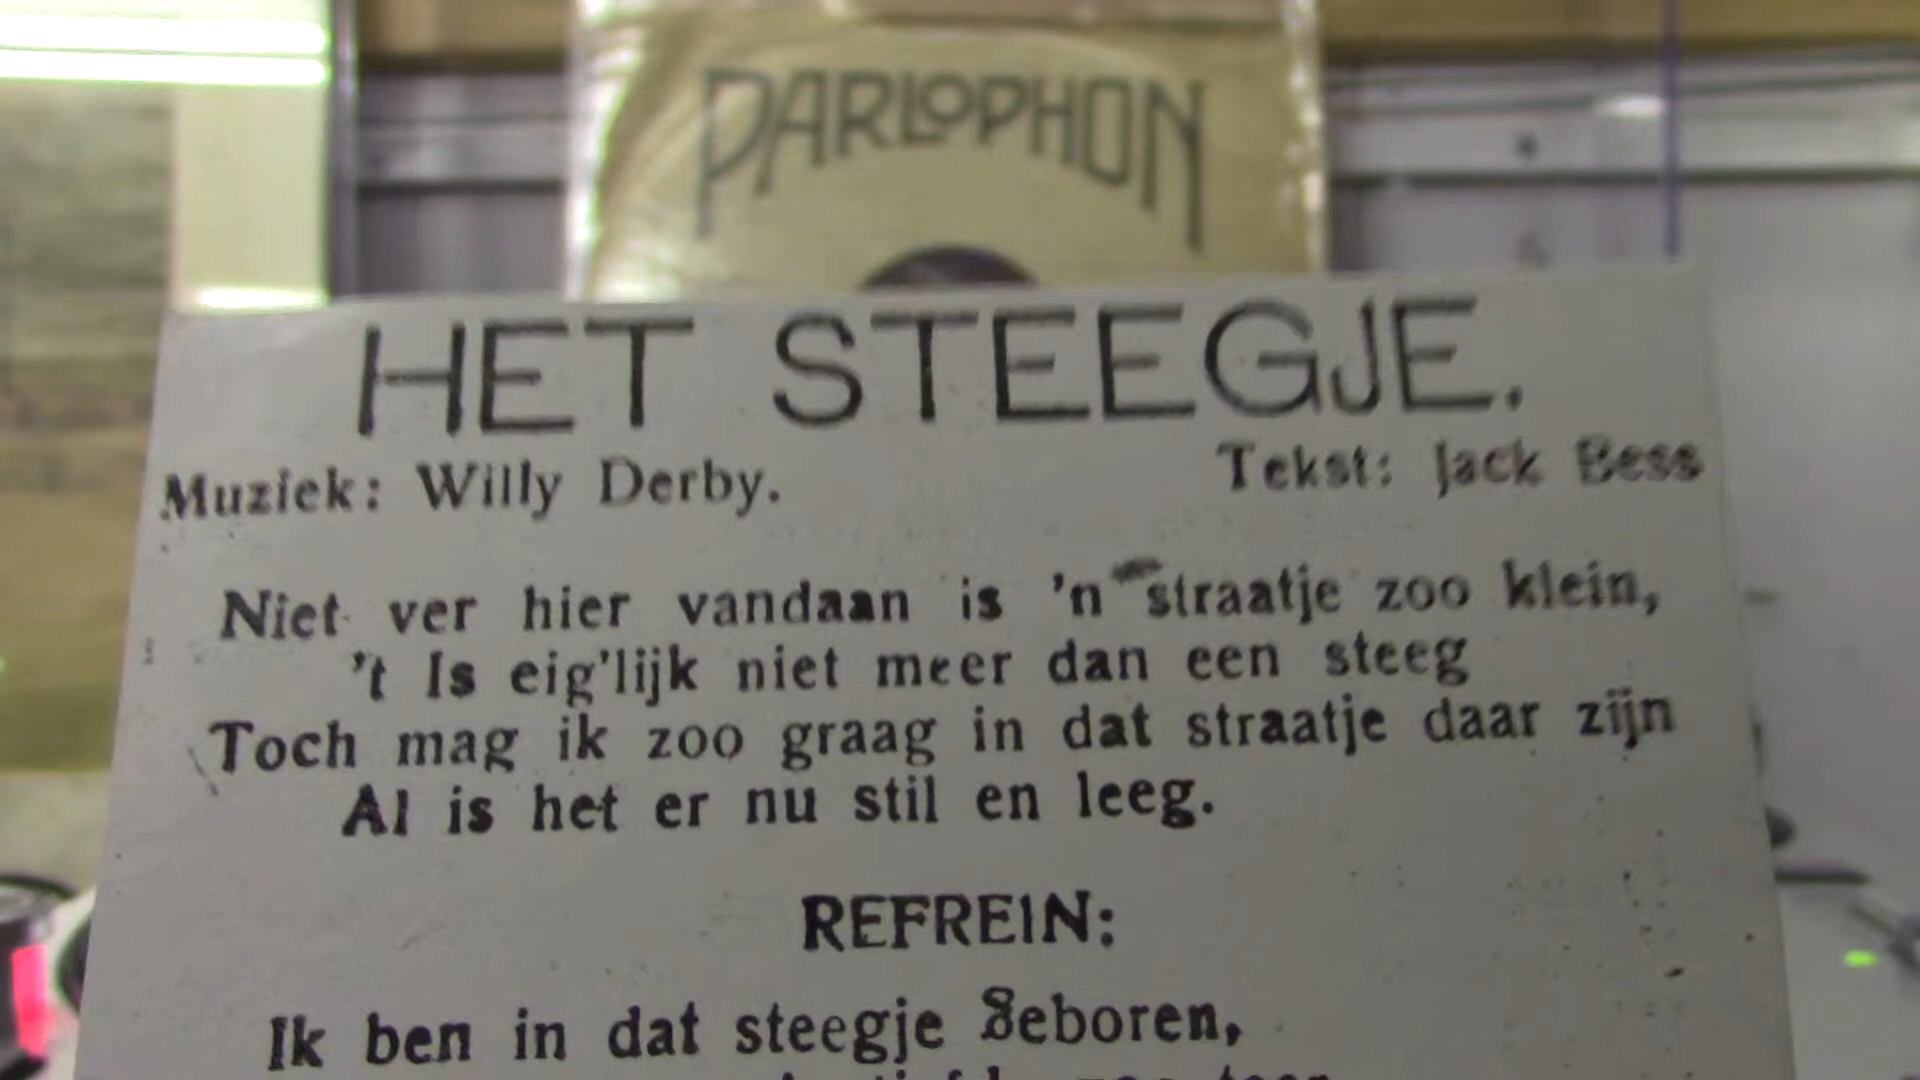 PARLOPHON
HET STEEGJE.
Muziek: Willy Derby. Tekst: Jack Bess
Niet ver hier vandaan is 'n straatje zoo klein,
't Is eig'lijk niet meer dan een steeg
Toch mag ik zoo graag in dat straatje daar zijn
Al is het er nu stil en leeg.
REFREIN:
Ik ben in dat steegje geboren,